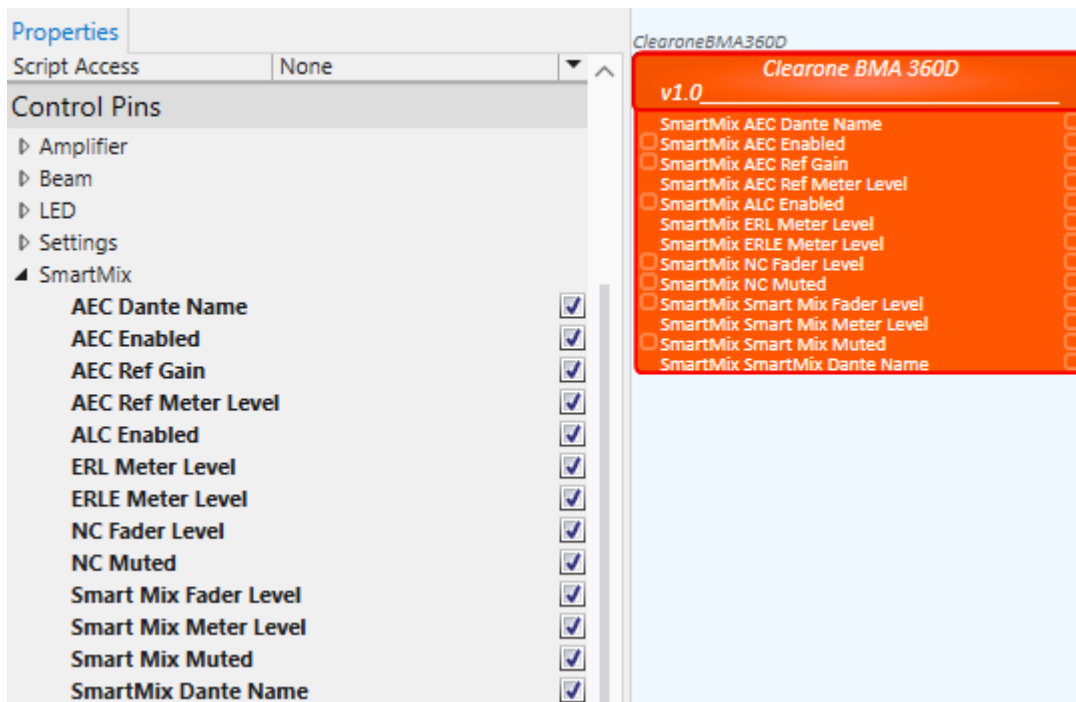 Properties
Script Access None
Control Pins
Amplifier
Beam
LED
Settings
SmartMix
AEC Dante Name
AEC Enabled
AEC Ref Gain
AEC Ref Meter Level
ALC Enabled
ERL Meter Level
ERLE Meter Level
NC Fader Level
NC Muted
Smart Mix Fader Level
Smart Mix Meter Level
Smart Mix Muted
SmartMix Dante Name
ClearoneBMA360D
Clearone BMA 360D
v1.0
SmartMix AEC Dante Name
SmartMix AEC Enabled
SmartMix AEC Ref Gain
SmartMix AEC Ref Meter Level
SmartMix ALC Enabled
SmartMix ERL Meter Level
SmartMix ERLE Meter Level
SmartMix NC Fader Level
SmartMix NC Muted
SmartMix Smart Mix Fader Level
SmartMix Smart Mix Meter Level
SmartMix Smart Mix Muted
SmartMix SmartMix Dante Name